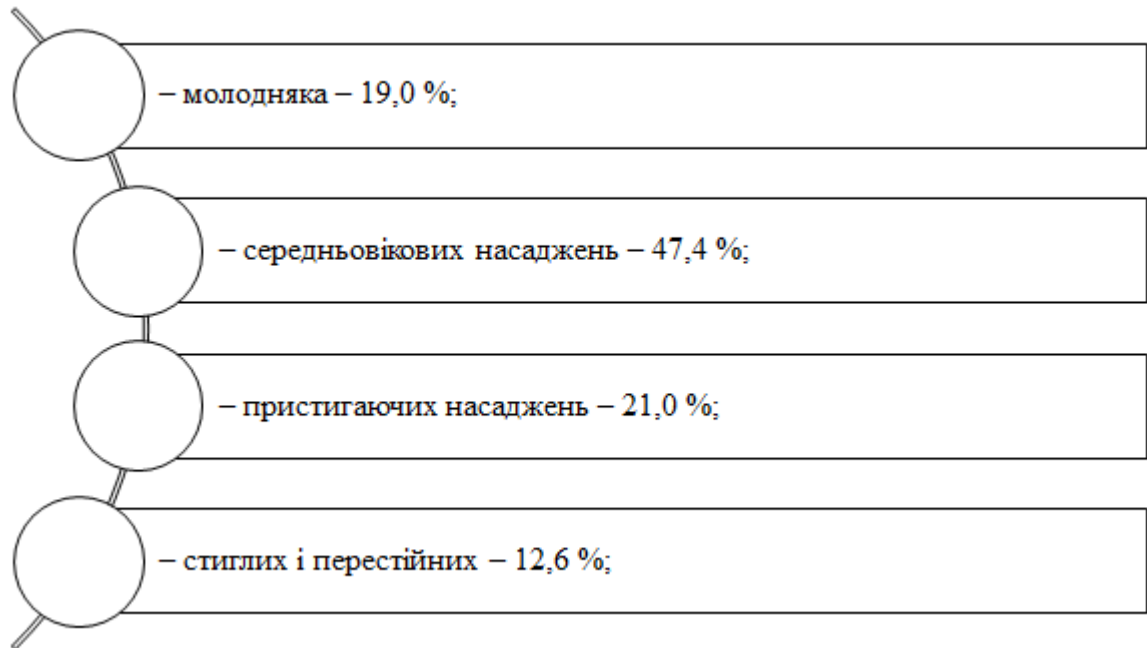 – молодняка – 19,0 %;
– середньовікових насаджень – 47,4 %;
– пристигаючих насаджень – 21,0 %;
– стиглих і перестійних – 12,6 %;